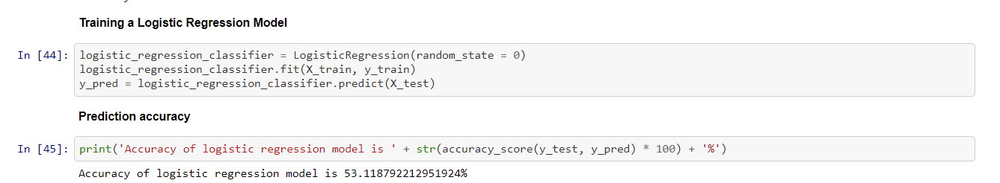 Training a Logistic Regression Model
In [44]: logistic_regression_classifier = LogisticRegression(random_state = 0)
logistic_regression_classifier.fit(X_train, y_train)
y_pred = logistic_regression_classifier.predict(X_test)
Prediction accuracy
In [45]: print('Accuracy of logistic regression model is ' + str(accuracy_score(y_test, y_pred) * 100) + '%')
Accuracy of logistic regression model is 53.118792212951924%